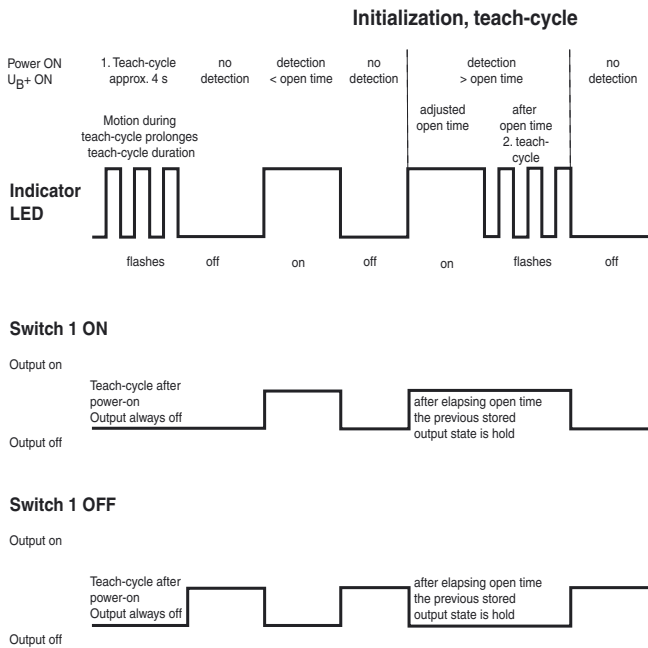 Initialization, teach-cycle
Power ON
UB+ ON
1. Teach-cycle
approx. 4 s
no
detection
detection
< open time
no
detection
detection
> open time
no
detection
Motion during
teach-cycle prolonges
teach-cycle duration
adjusted
open time
after
open time
2. teach-
cycle
Indicator
LED
flashes
off
on
off
on
flashes
off
Switch 1 ON
Output on
Teach-cycle after
power-on
Output always off
after elapsing open time
the previous stored
output state is hold
Output off
Switch 1 OFF
Output on
Teach-cycle after
power-on
Output always off
after elapsing open time
the previous stored
output state is hold
Output off